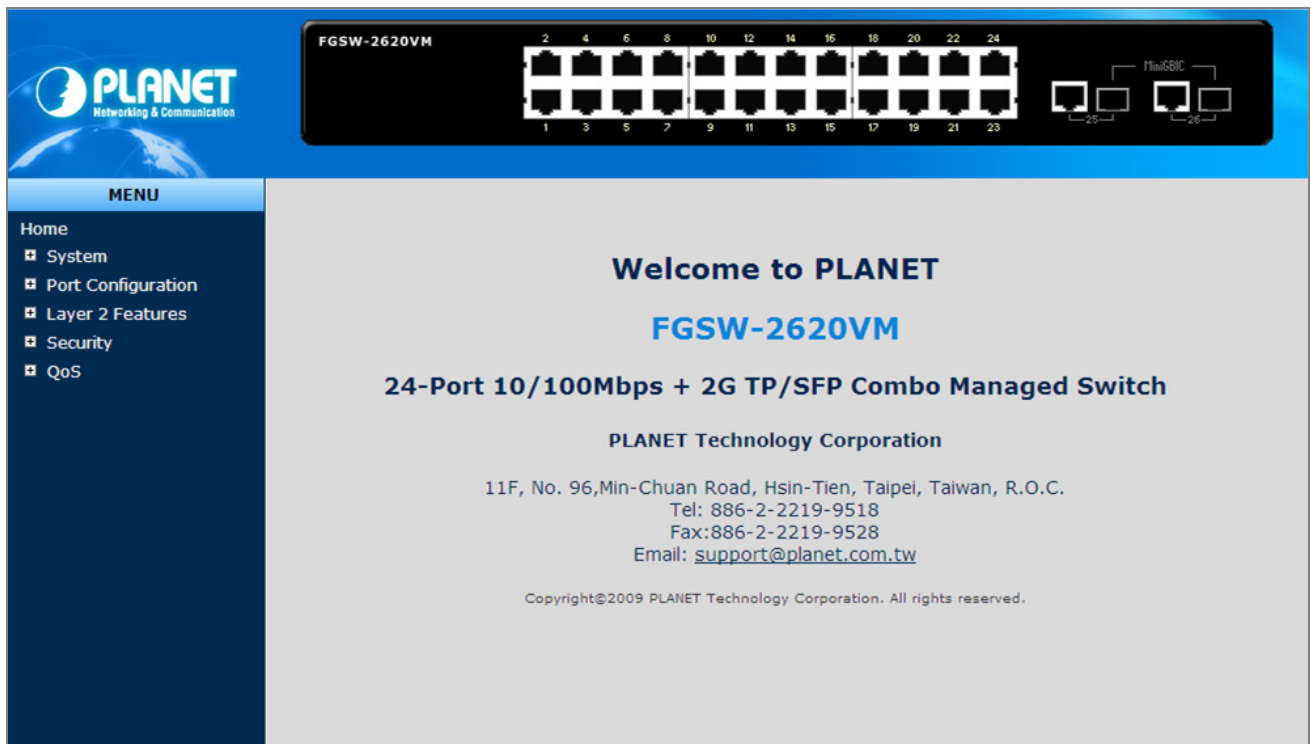 PLANET
Networking & Communication
FGSW-2620VM
2 4 6 8 10 12 14 16 18 20 22 24
1 3 5 7 9 11 13 15 17 19 21 23
MiniGBIC
25 26
MENU
Home
System
Port Configuration
Layer 2 Features
Security
QoS
Welcome to PLANET
FGSW-2620VM
24-Port 10/100Mbps + 2G TP/SFP Combo Managed Switch
PLANET Technology Corporation
11F, No. 96,Min-Chuan Road, Hsin-Tien, Taipei, Taiwan, R.O.C.
Tel: 886-2-2219-9518
Fax:886-2-2219-9528
Email: support@planet.com.tw
Copyright©2009 PLANET Technology Corporation. All rights reserved.